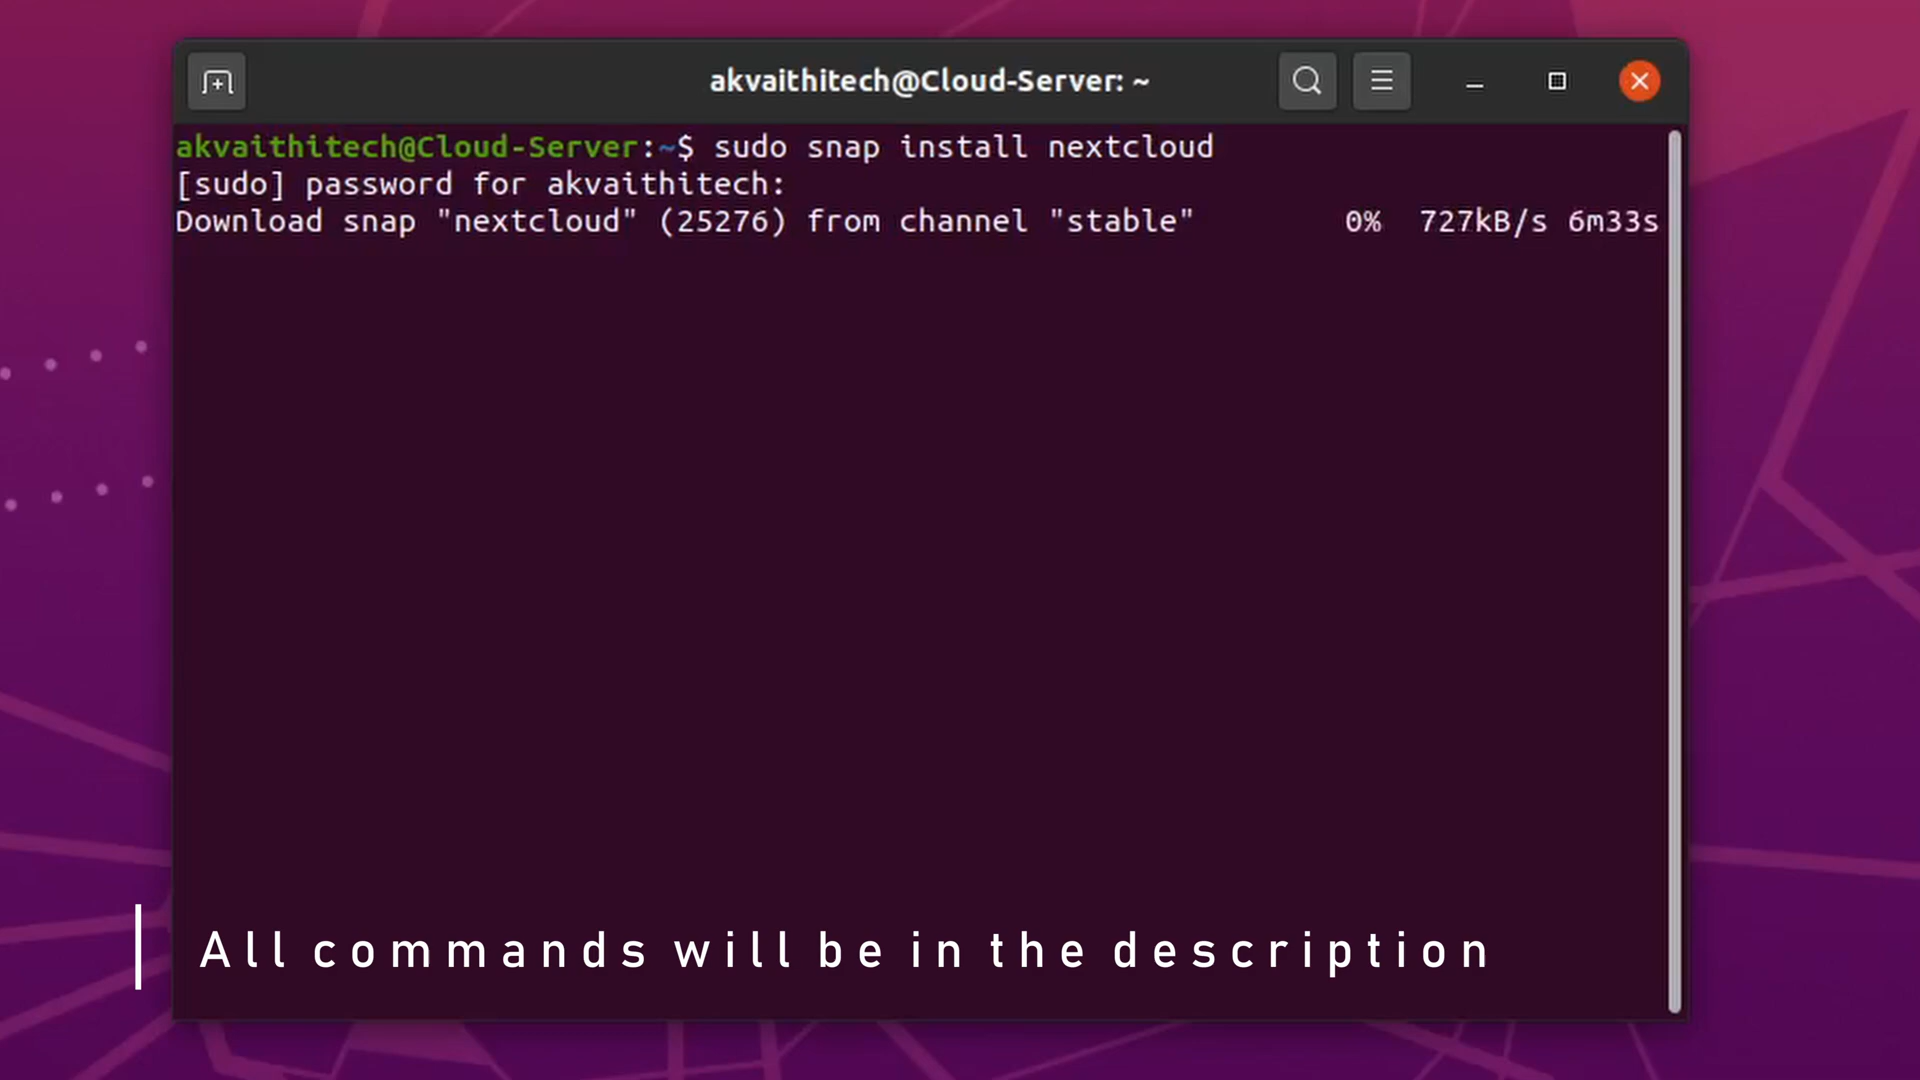 akvaithitech@Cloud-Server: ~
akvaithitech@Cloud-Server:~$ sudo snap install nextcloud
[sudo] password for akvaithitech:
Download snap "nextcloud" (25276) from channel "stable" 0% 727kB/s 6m33s
All commands will be in the description